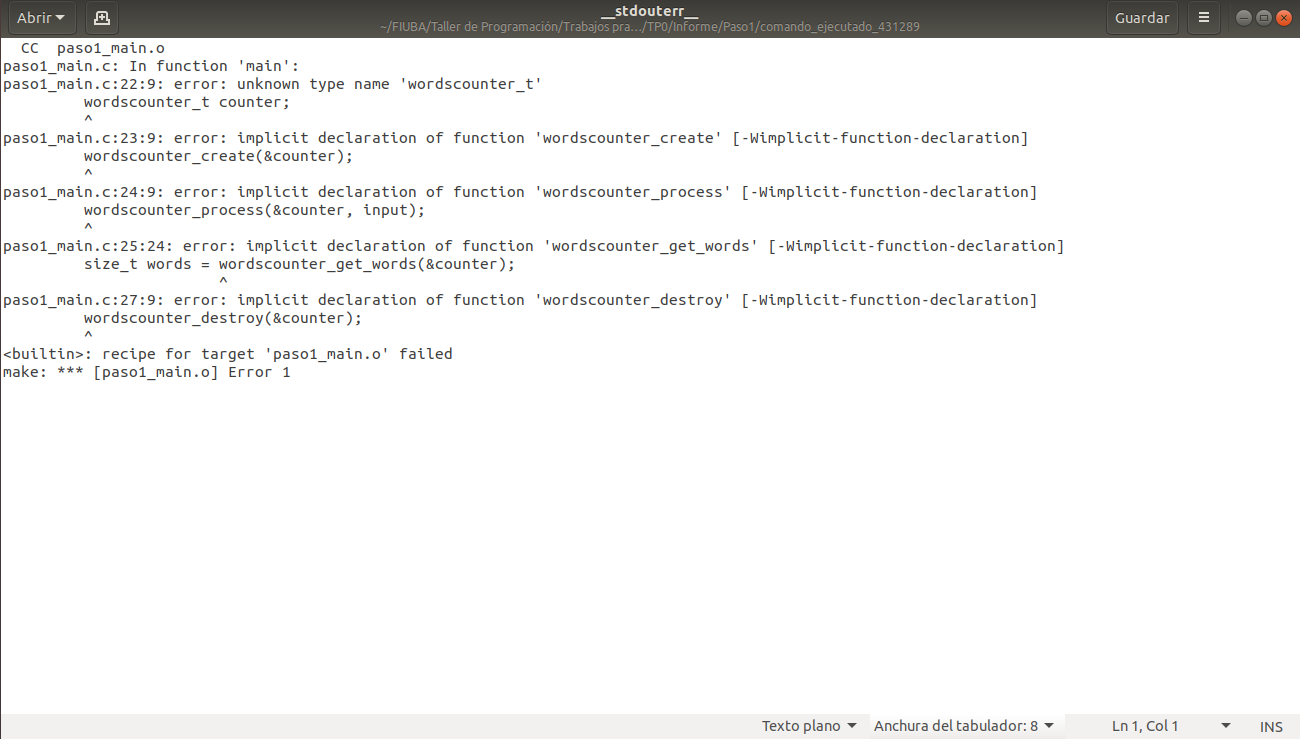 Abrir
__stdouterr__
~/FIUBA/Taller de Programación/Trabajos pra…/TP0/Informe/Paso1/comando_ejecutado_431289
Guardar
  CC  paso1_main.o
paso1_main.c: In function 'main':
paso1_main.c:22:9: error: unknown type name 'wordscounter_t'
         wordscounter_t counter;
         ^
paso1_main.c:23:9: error: implicit declaration of function 'wordscounter_create' [-Wimplicit-function-declaration]
         wordscounter_create(&counter);
         ^
paso1_main.c:24:9: error: implicit declaration of function 'wordscounter_process' [-Wimplicit-function-declaration]
         wordscounter_process(&counter, input);
         ^
paso1_main.c:25:24: error: implicit declaration of function 'wordscounter_get_words' [-Wimplicit-function-declaration]
         size_t words = wordscounter_get_words(&counter);
                        ^
paso1_main.c:27:9: error: implicit declaration of function 'wordscounter_destroy' [-Wimplicit-function-declaration]
         wordscounter_destroy(&counter);
         ^
<builtin>: recipe for target 'paso1_main.o' failed
make: *** [paso1_main.o] Error 1
Texto plano
Anchura del tabulador: 8
Ln 1, Col 1
INS